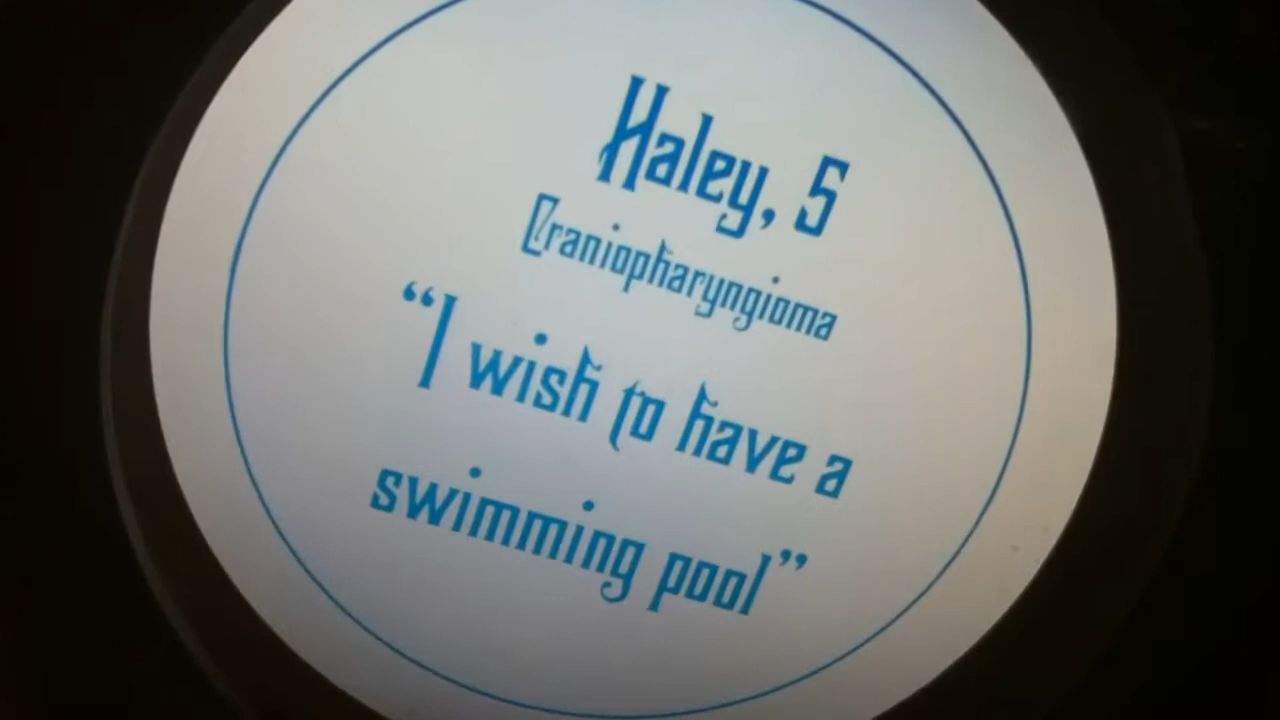 Haley, 5
Craniopharyngioma
“I wish to have a
swimming pool”